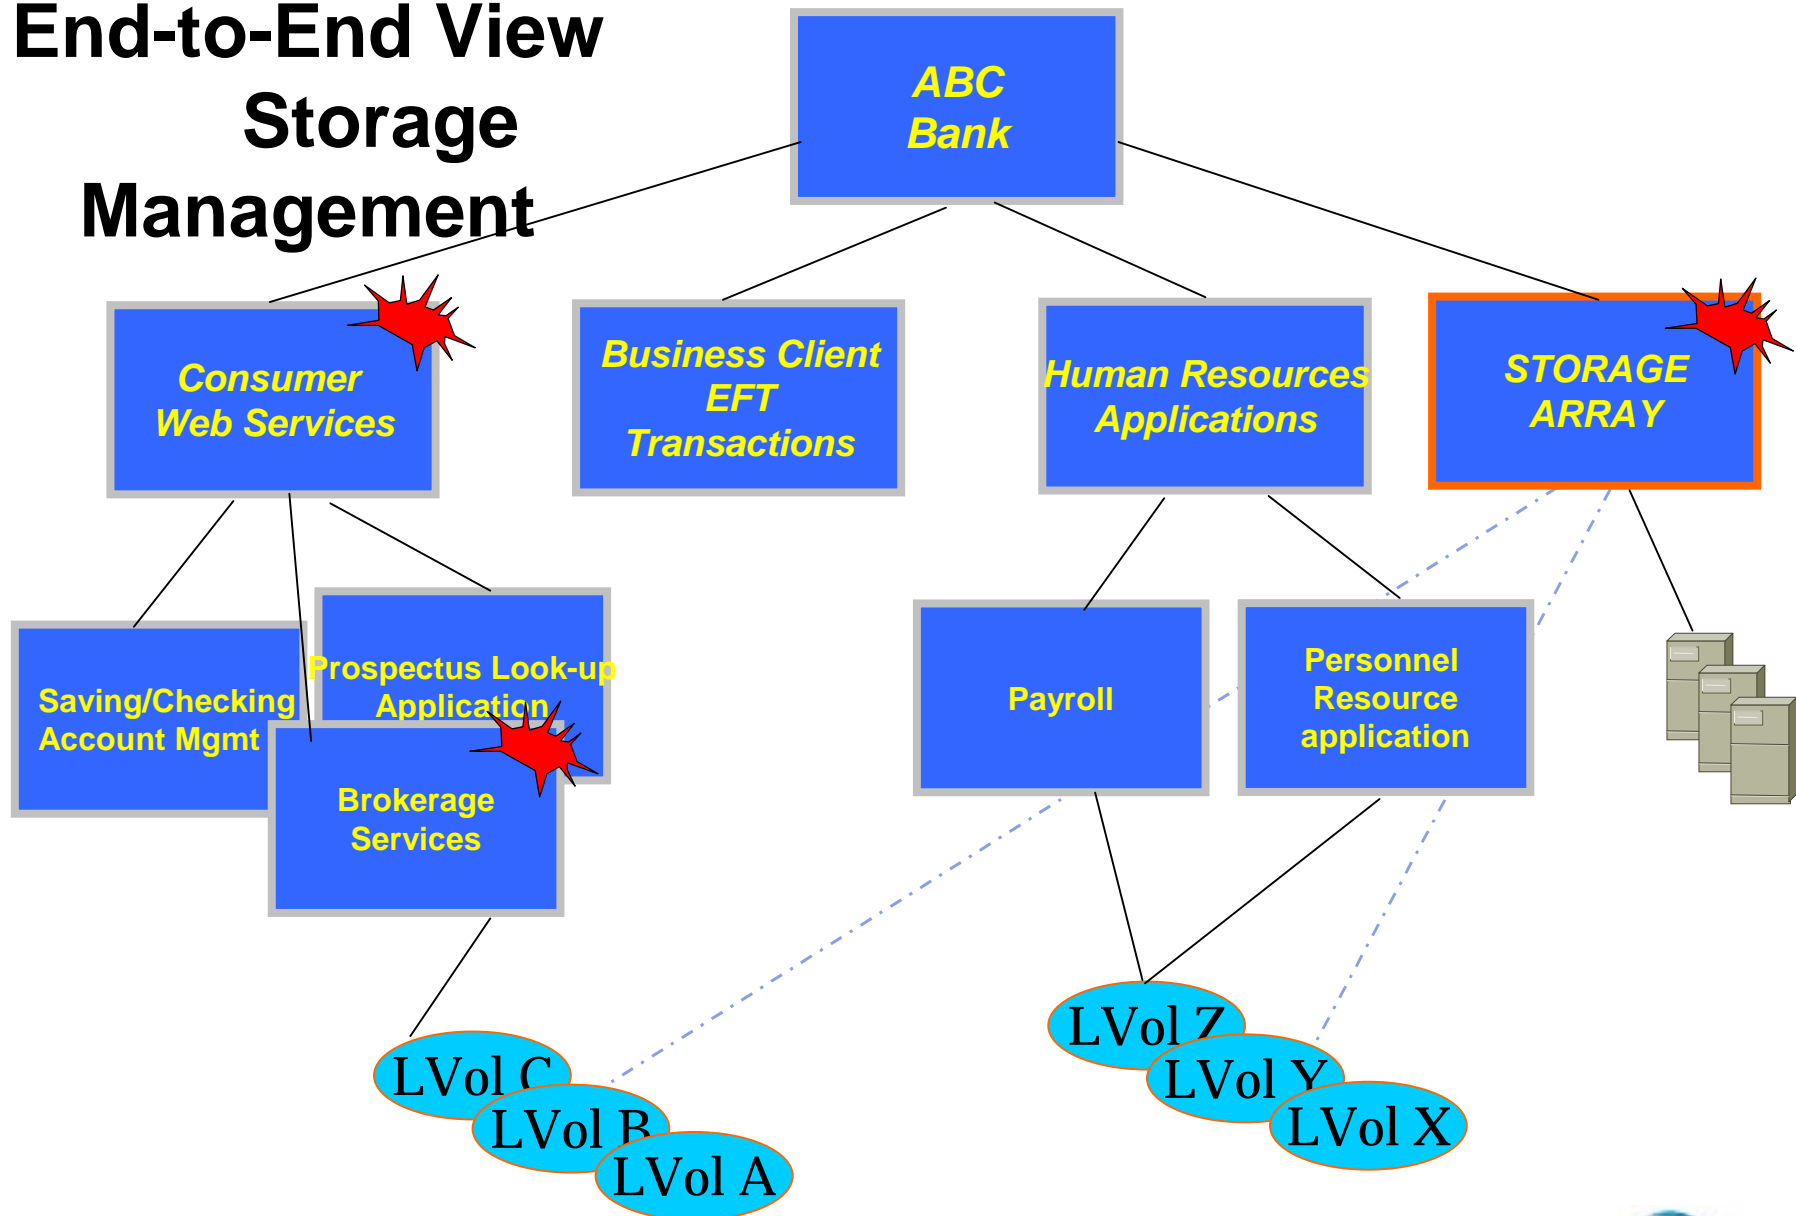 End-to-End View
Storage
Management
ABC
Bank
Consumer
Web Services
Business Client
EFT
Transactions
Human Resources
Applications
STORAGE
ARRAY
Saving/Checking
Account Mgmt
Prospectus Look-up
Application
Brokerage
Services
Payroll
Personnel
Resource
application
LVol C
LVol B
LVol A
LVol Z
LVol Y
LVol X